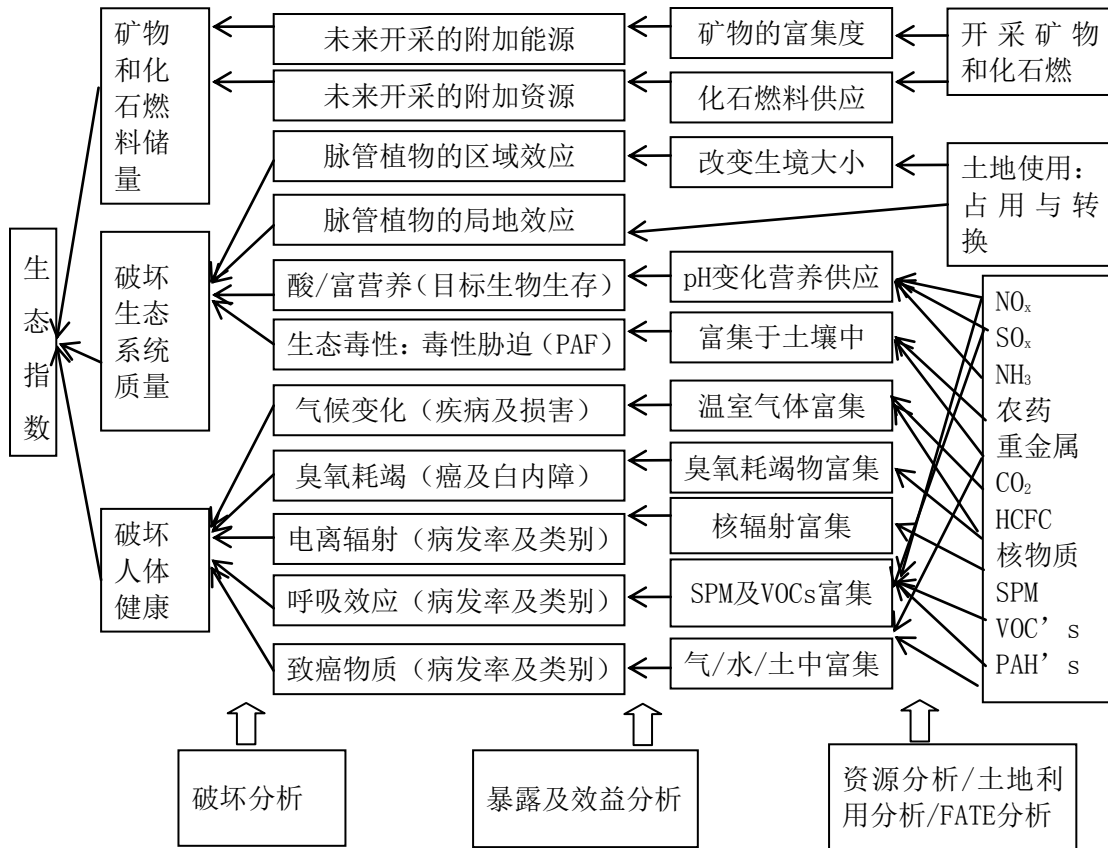 生
态
指
数
矿物
和化
石燃
料储
量
破坏
生态
系统
质量
破坏
人体
健康
未来开采的附加能源
未来开采的附加资源
脉管植物的区域效应
脉管植物的局地效应
酸/富营养（目标生物生存）
生态毒性：毒性胁迫（PAF）
气候变化（疾病及损害）
臭氧耗竭（癌及白内障）
电离辐射（病发率及类别）
呼吸效应（病发率及类别）
致癌物质（病发率及类别）
矿物的富集度
化石燃料供应
改变生境大小
pH变化营养供应
富集于土壤中
温室气体富集
臭氧耗竭物富集
核辐射富集
SPM及VOCs富集
气/水/土中富集
开采矿物
和化石燃
土地使用：
占用与转
换
NOₓ
SOₓ
NH₃
农药
重金属
CO₂
HCFC
核物质
SPM
VOC’s
PAH’s
破坏分析
暴露及效益分析
资源分析/土地利
用分析/FATE分析